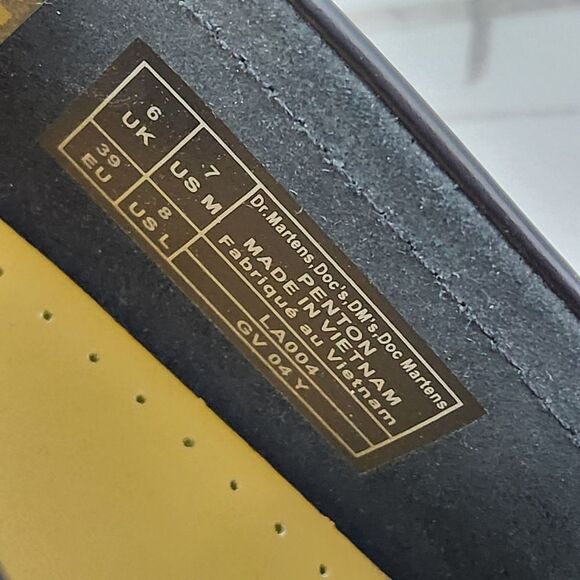 6
UK
7
US M
39
EU
8
US L
Dr.Martens,Doc's,DM's,Doc Martens
PENTON
MADE IN VIETNAM
Fabriqué au Vietnam
LA004
GV 04 Y